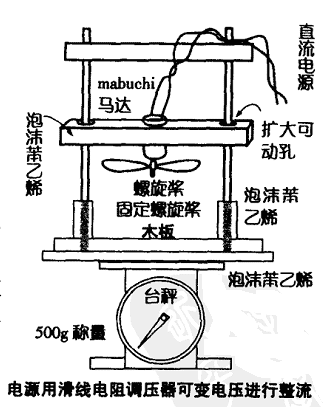 直流电源
mabuchi
马达
泡沫苯乙烯
扩大可
动孔
螺旋桨
固定螺旋桨
木板
泡沫苯
乙烯
泡沫苯乙烯
台秤
500g 称量
电源用滑线电阻调压器可变电压进行整流